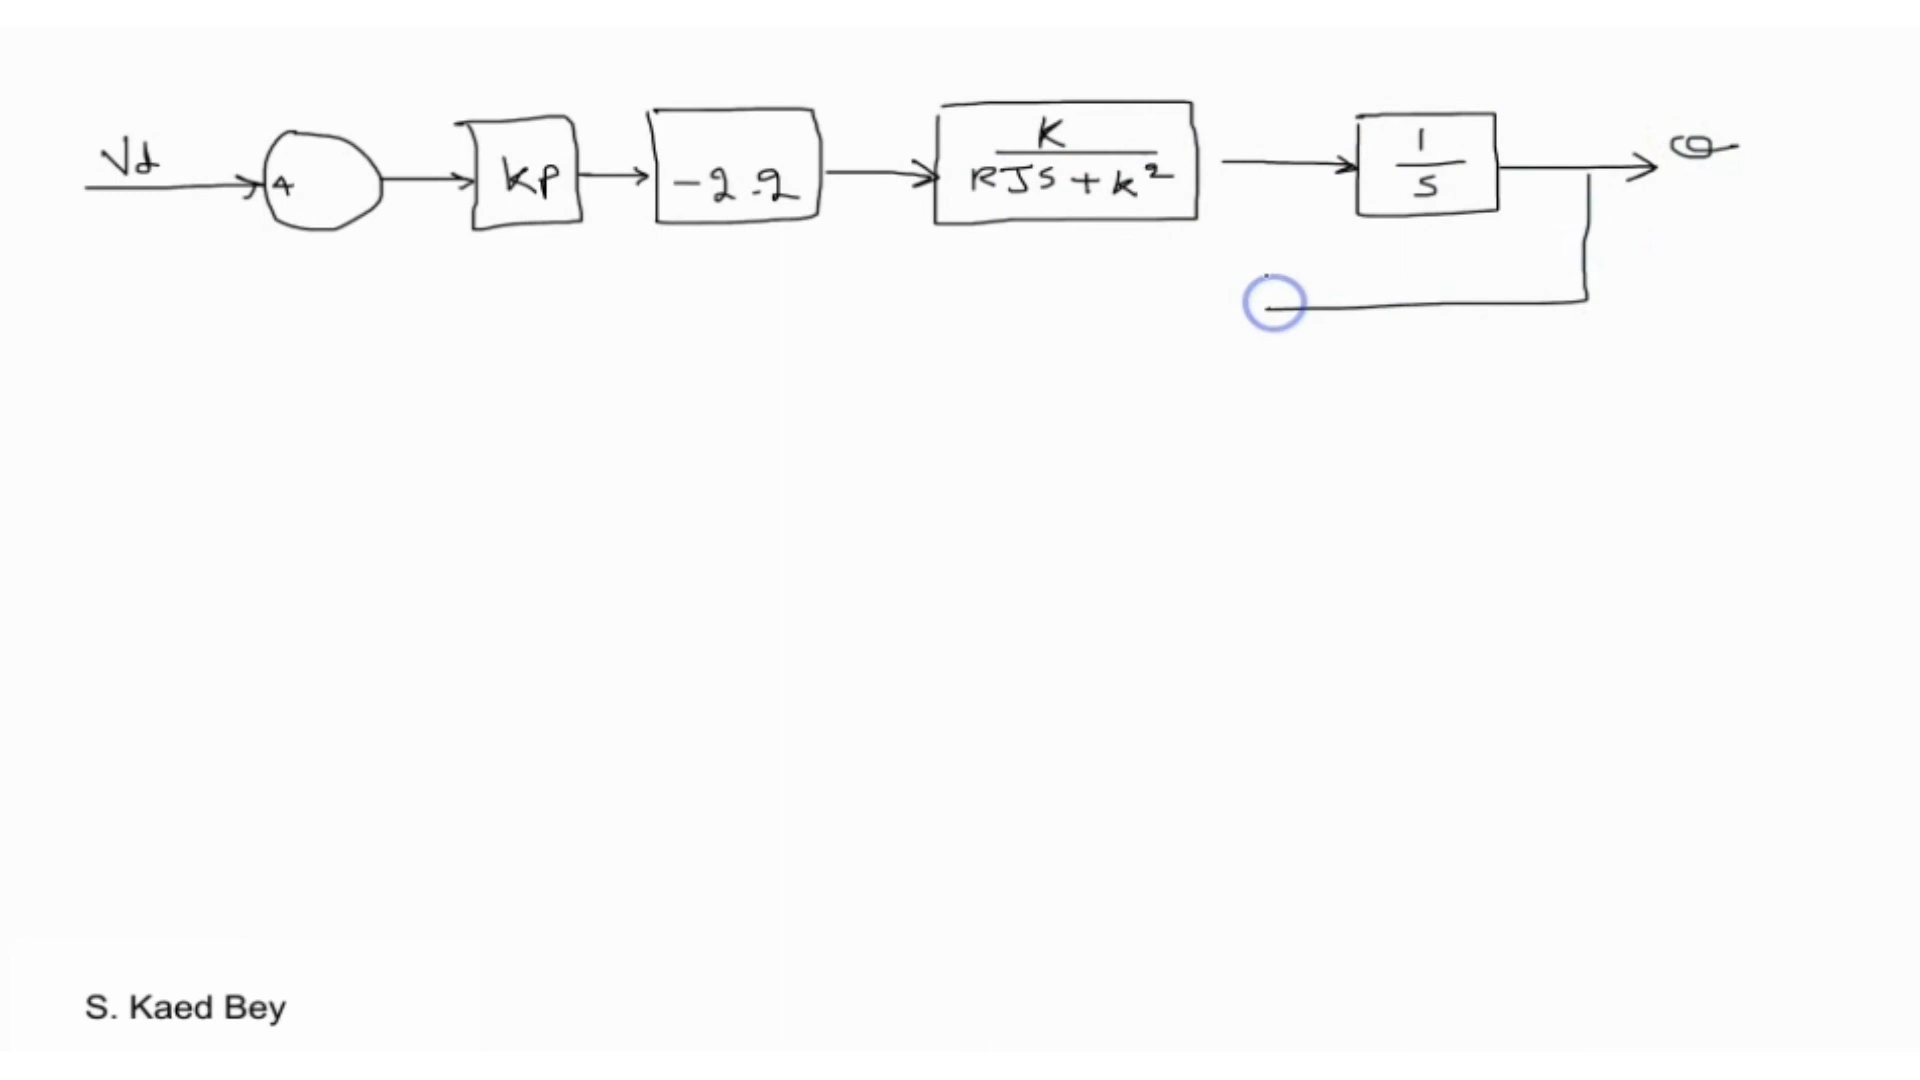 Vd
+
kp
-2.2
K
RJS + k²
1
S
θ
S. Kaed Bey